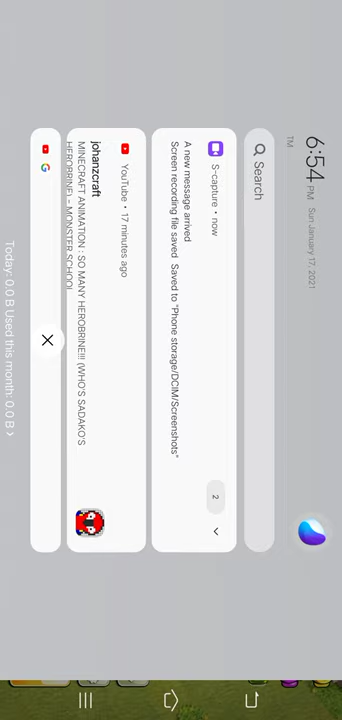 6:54 PM Sun January 17, 2021
TM
Search
S-capture • now
A new message arrived
Screen recording file saved Saved to "Phone storage/DCIM/Screenshots"
2
YouTube • 17 minutes ago
johanzcraft
MINECRAFT ANIMATION : SO MANY HEROBRINE!!! (WHO'S SADAKO'S
HEROBRINE) - MONSTER SCHOOL
Today: 0.0 B Used this month: 0.0 B >